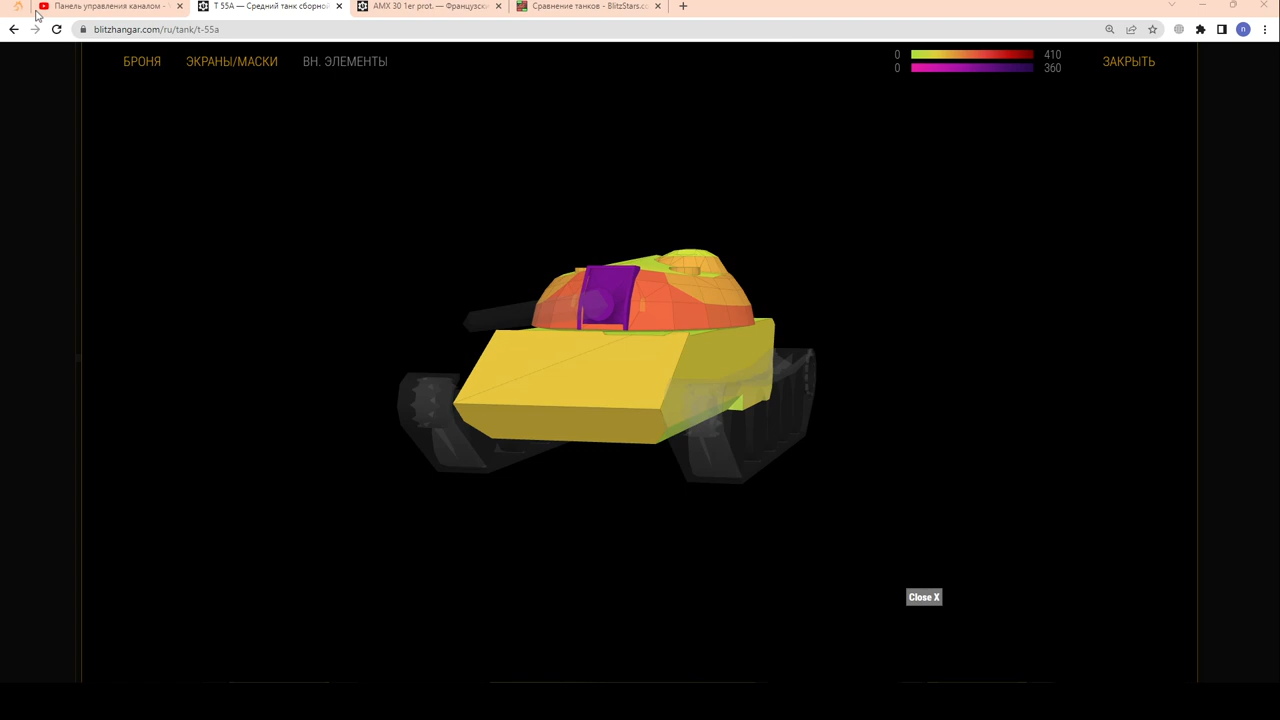 Панель управления каналом -
T 55A — Средний танк сборной
AMX 30 1er prot. — Французски
Сравнение танков - BlitzStars.c
blitzhangar.com/ru/tank/t-55a
n
БРОНЯ
ЭКРАНЫ/МАСКИ
ВН. ЭЛЕМЕНТЫ
0
410
0
360
ЗАКРЫТЬ
Close X